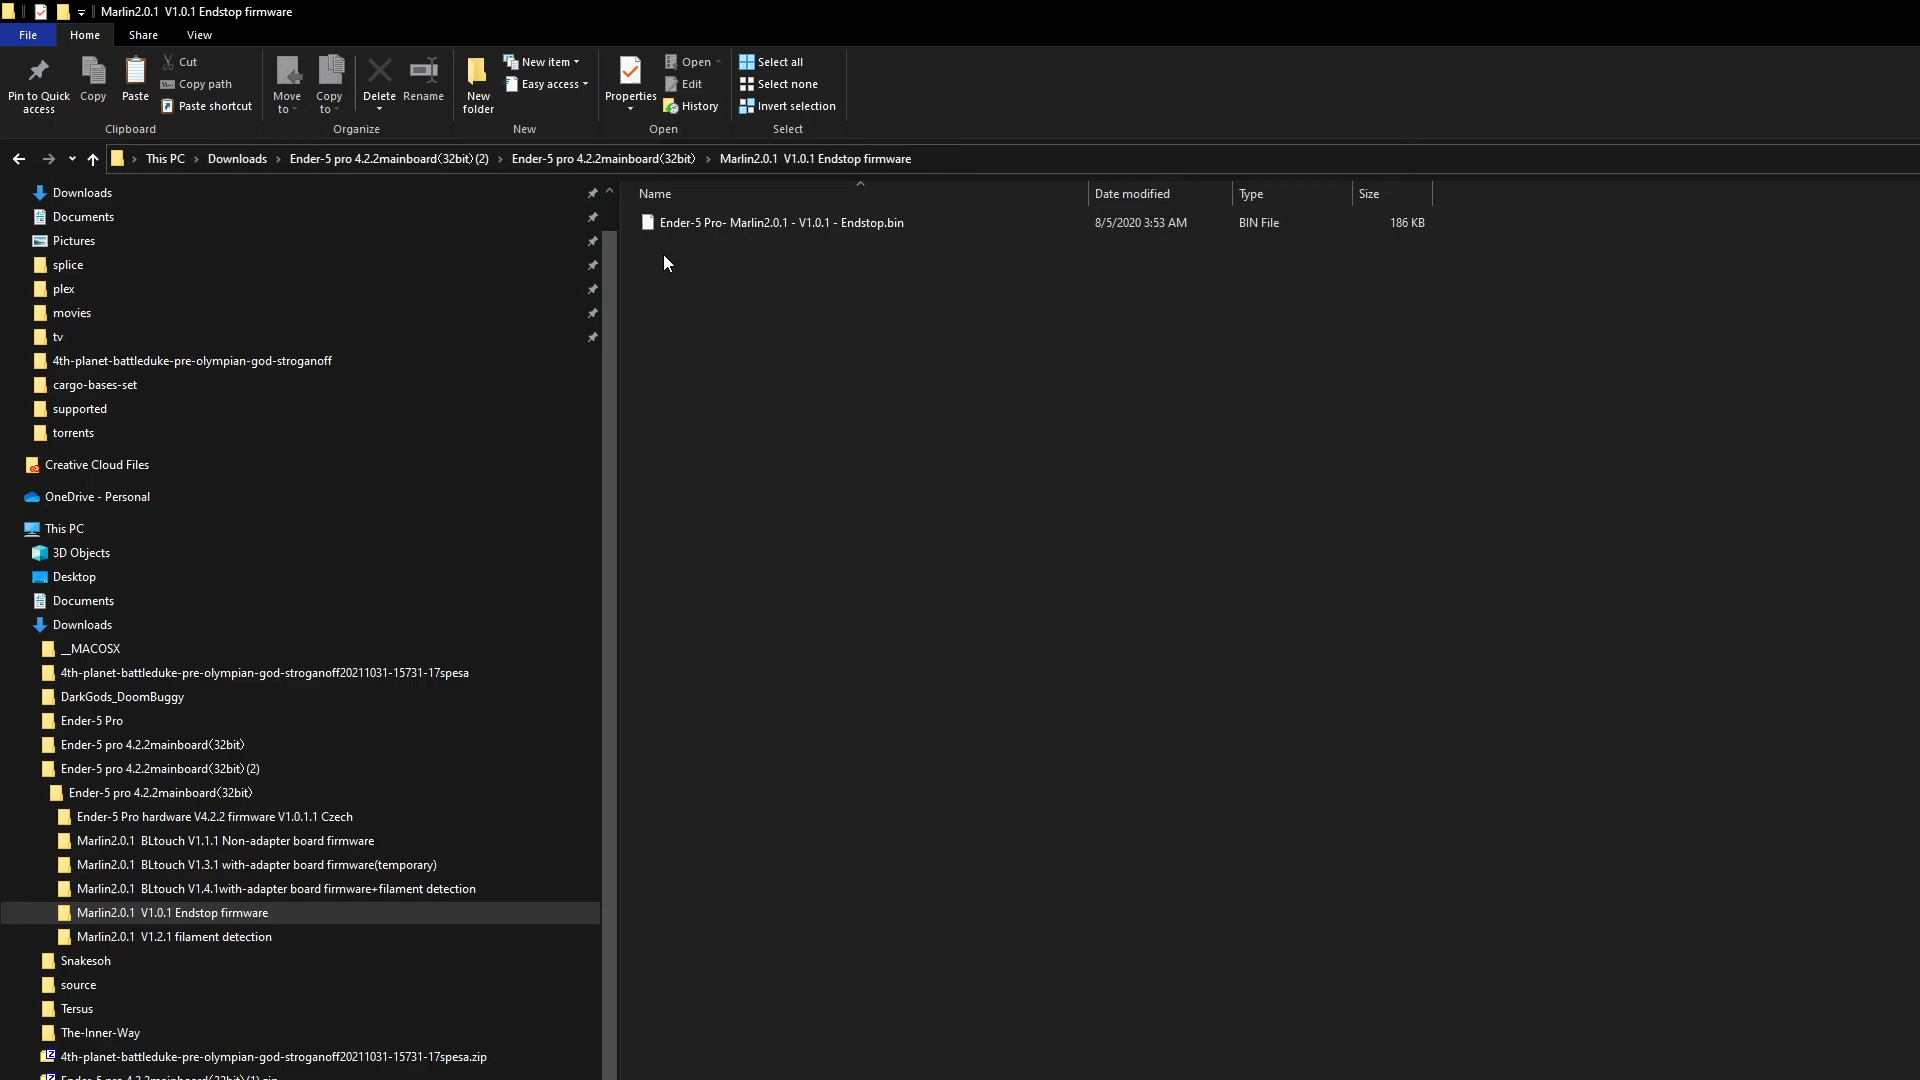 Marlin2.0.1  V1.0.1 Endstop firmware
File Home Share View
Pin to Quick access
Copy
Paste
Cut
Copy path
Paste shortcut
Clipboard
Move to
Copy to
Delete
Rename
Organize
New folder
New item
Easy access
New
Properties
Open
Edit
History
Open
Select all
Select none
Invert selection
Select
This PC > Downloads > Ender-5 pro 4.2.2mainboard(32bit) (2) > Ender-5 pro 4.2.2mainboard(32bit) > Marlin2.0.1  V1.0.1 Endstop firmware
Downloads
Documents
Pictures
splice
plex
movies
tv
4th-planet-battleduke-pre-olympian-god-stroganoff
cargo-bases-set
supported
torrents
Creative Cloud Files
OneDrive - Personal
This PC
3D Objects
Desktop
Documents
Downloads
__MACOSX
4th-planet-battleduke-pre-olympian-god-stroganoff20211031-15731-17spesa
DarkGods_DoomBuggy
Ender-5 Pro
Ender-5 pro 4.2.2mainboard(32bit)
Ender-5 pro 4.2.2mainboard(32bit) (2)
Ender-5 pro 4.2.2mainboard(32bit)
Ender-5 Pro hardware V4.2.2 firmware V1.0.1.1 Czech
Marlin2.0.1  BLtouch V1.1.1 Non-adapter board firmware
Marlin2.0.1  BLtouch V1.3.1 with-adapter board firmware(temporary)
Marlin2.0.1  BLtouch V1.4.1with-adapter board firmware+filament detection
Marlin2.0.1  V1.0.1 Endstop firmware
Marlin2.0.1  V1.2.1 filament detection
Snakesoh
source
Tersus
The-Inner-Way
4th-planet-battleduke-pre-olympian-god-stroganoff20211031-15731-17spesa.zip
Ender-5 pro 4.2.2mainboard(32bit) (1).zip
Name Date modified Type Size
Ender-5 Pro- Marlin2.0.1 - V1.0.1 - Endstop.bin 8/5/2020 3:53 AM BIN File 186 KB